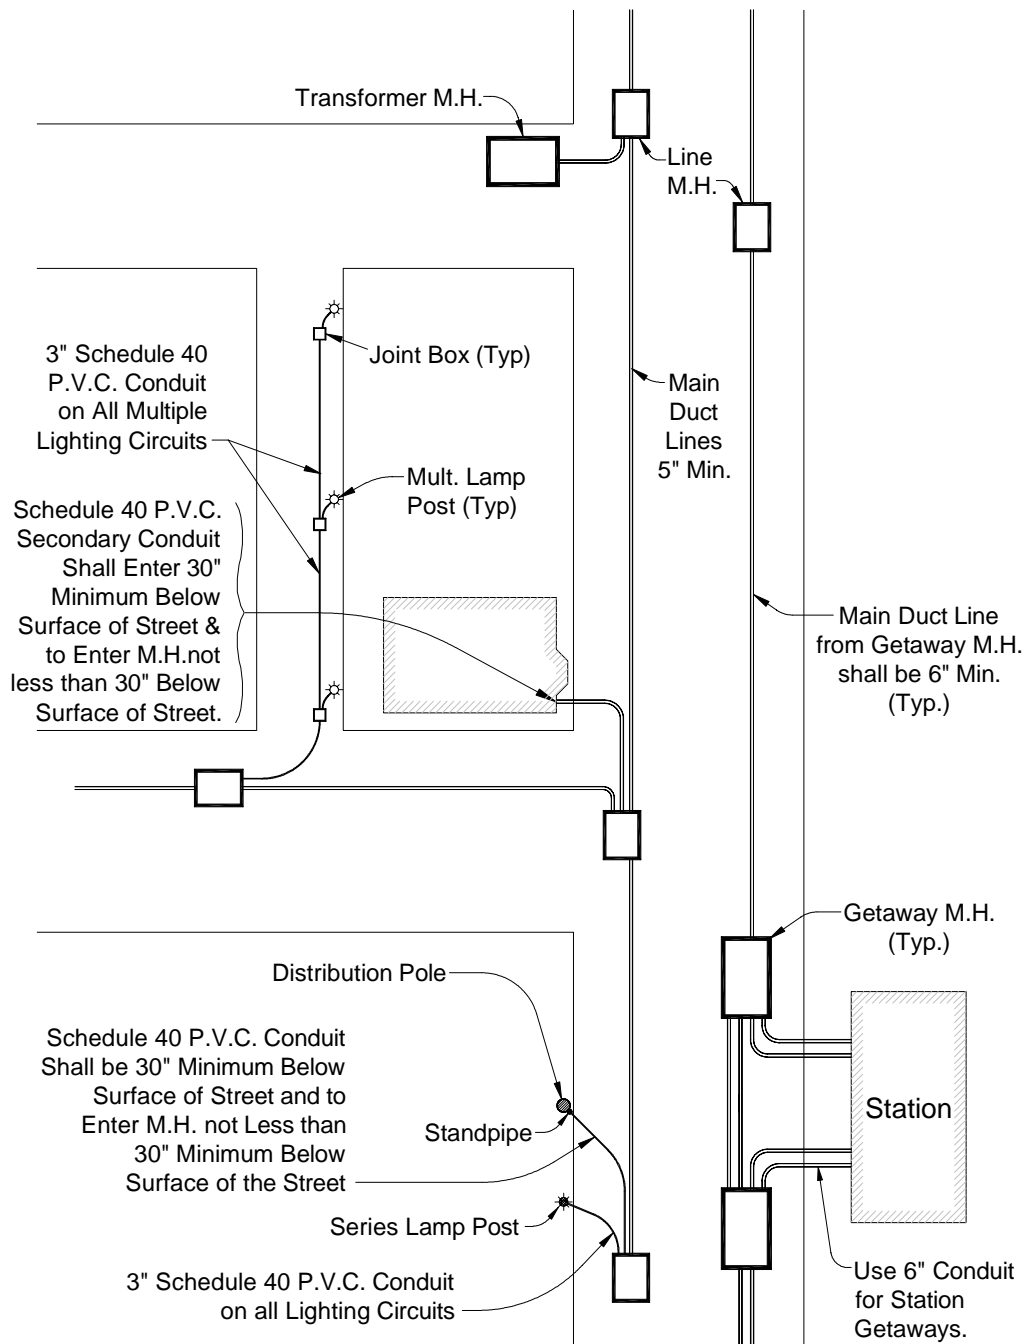 Transformer M.H.
Line
M.H.
3" Schedule 40
P.V.C. Conduit
on All Multiple
Lighting Circuits
Joint Box (Typ)
Main
Duct
Lines
5" Min.
Mult. Lamp
Post (Typ)
Schedule 40 P.V.C.
Secondary Conduit
Shall Enter 30"
Minimum Below
Surface of Street &
to Enter M.H.not
less than 30" Below
Surface of Street.
Main Duct Line
from Getaway M.H.
shall be 6" Min.
(Typ.)
Getaway M.H.
(Typ.)
Distribution Pole
Schedule 40 P.V.C. Conduit
Shall be 30" Minimum Below
Surface of Street and to
Enter M.H. not Less than
30" Minimum Below
Surface of the Street
Standpipe
Station
Series Lamp Post
3" Schedule 40 P.V.C. Conduit
on all Lighting Circuits
Use 6" Conduit
for Station
Getaways.